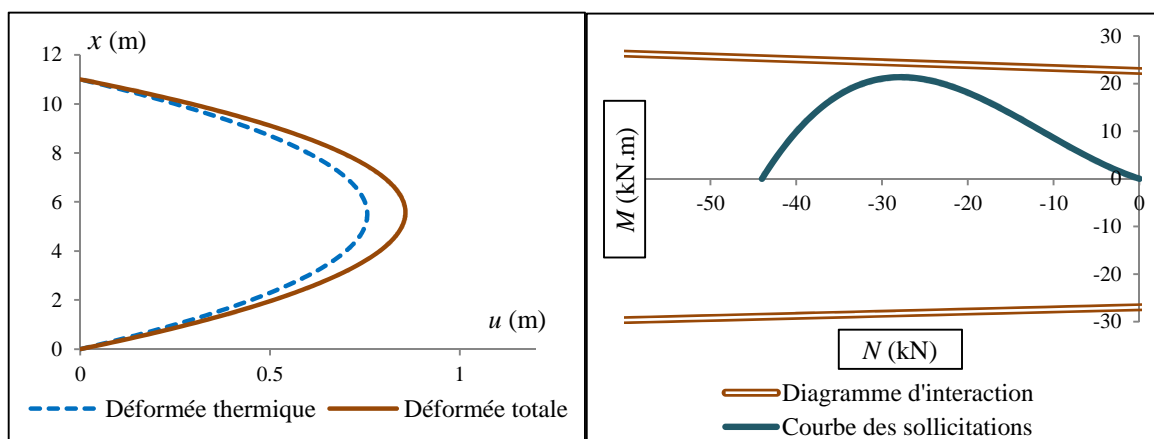 x (m)
12
10
8
6
4
2
0
0
0.5
1
u (m)
Déformée thermique
Déformée totale
30
20
10
0
-10
-20
-30
-50
-40
-30
-20
-10
0
M (kN.m)
N (kN)
Diagramme d'interaction
Courbe des sollicitations